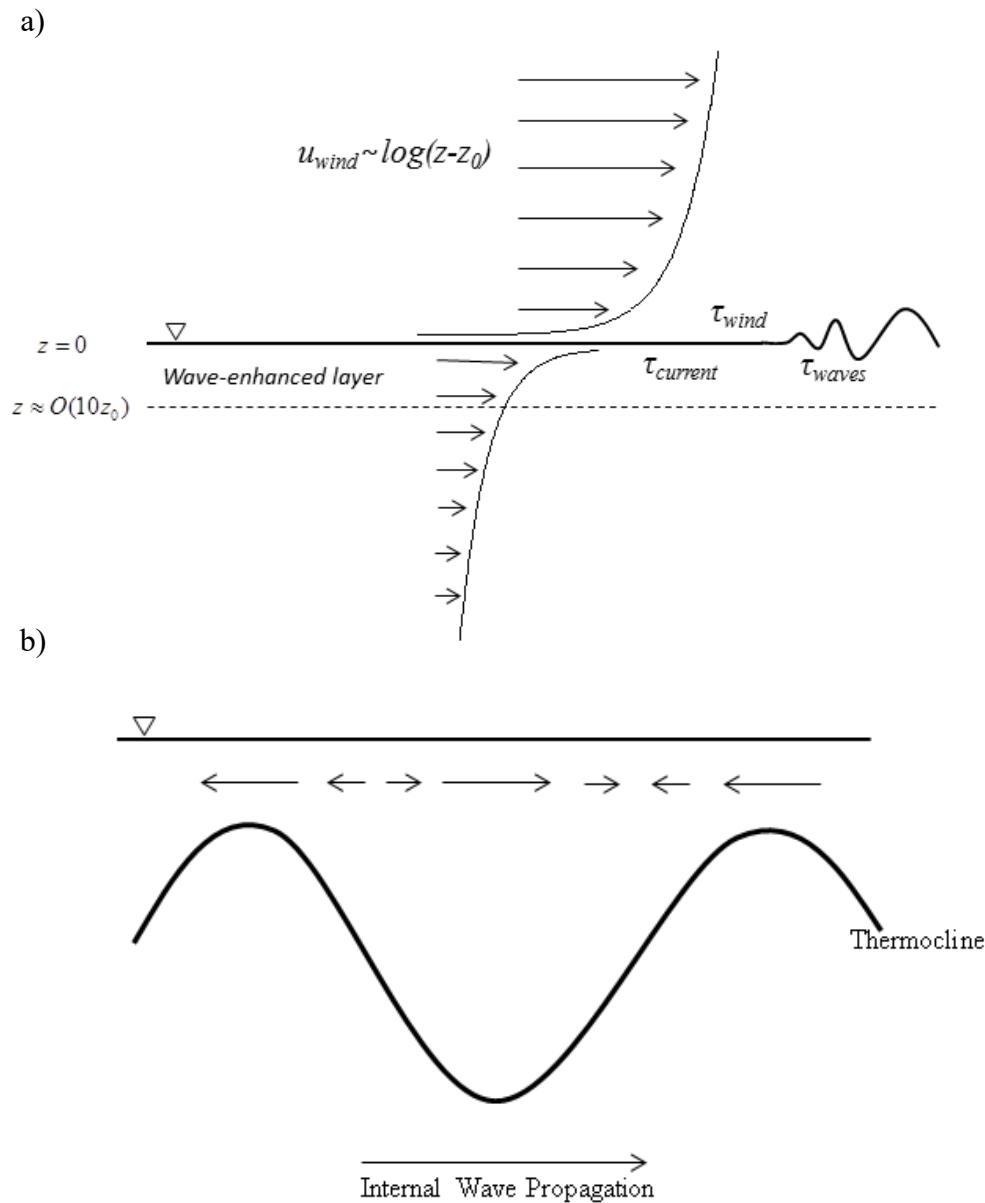 a)
u_wind~log(z-z_0)
τ_wind
z = 0
Wave-enhanced layer
τ_current
τ_waves
z ≈ O(10z_0)
b)
Thermocline
Internal Wave Propagation